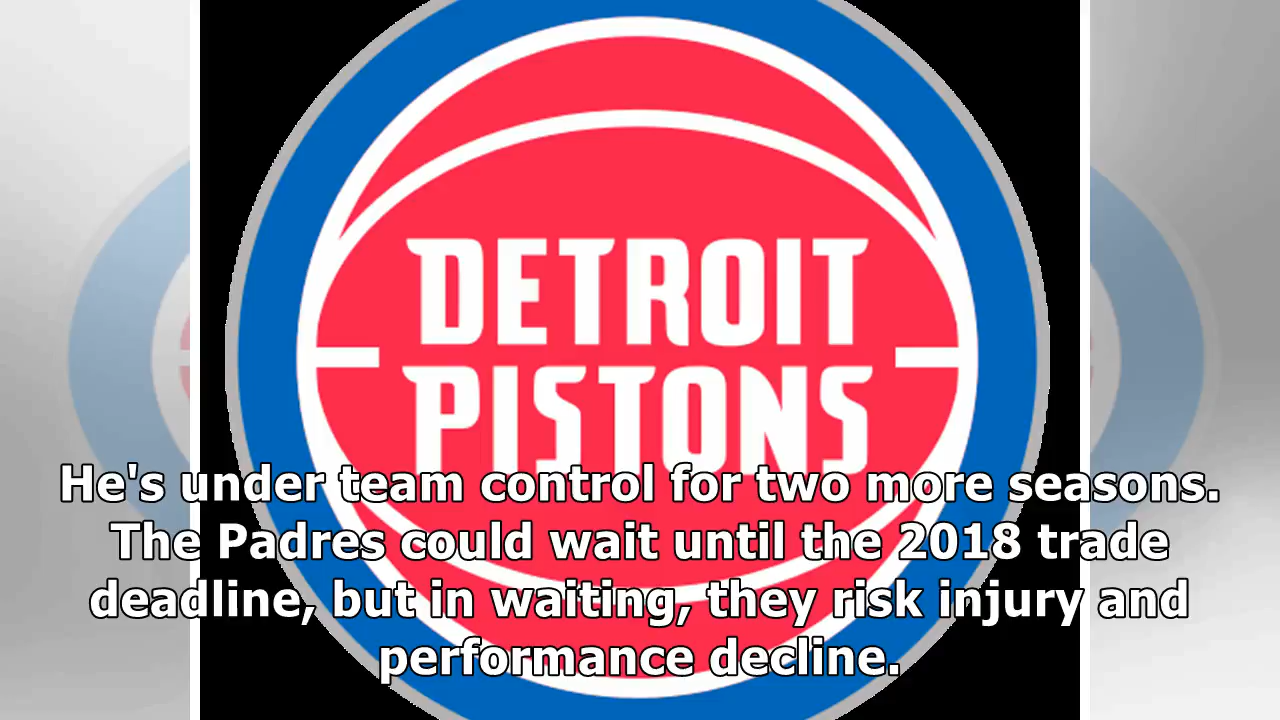 DETROIT
PISTONS
He's under team control for two more seasons.
The Padres could wait until the 2018 trade
deadline, but in waiting, they risk injury and
performance decline.